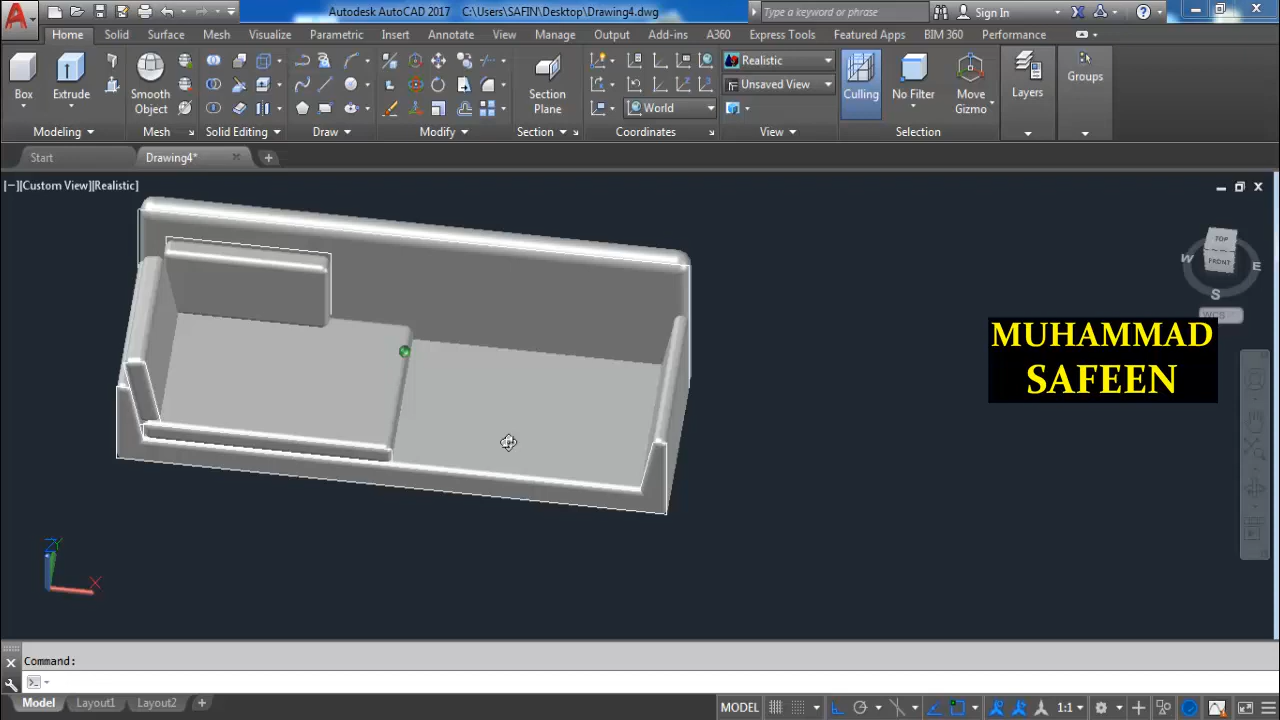 Autodesk AutoCAD 2017 C:\Users\SAFIN\Desktop\Drawing4.dwg
Type a keyword or phrase
Sign In
Home Solid Surface Mesh Visualize Parametric Insert Annotate View Manage Output Add-ins A360 Express Tools Featured Apps BIM 360 Performance
Box
Extrude
Smooth
Object
Section
Plane
World
Realistic
Unsaved View
Culling
No Filter
Move
Gizmo
Layers
Groups
Modeling Mesh Solid Editing Draw Modify Section Coordinates View Selection
Start Drawing4* +
[−][Custom View][Realistic]
TOP
FRONT
W
E
S
WCS
MUHAMMAD
SAFEEN
Z
Y
X
Command:
Model Layout1 Layout2 +
MODEL
1:1